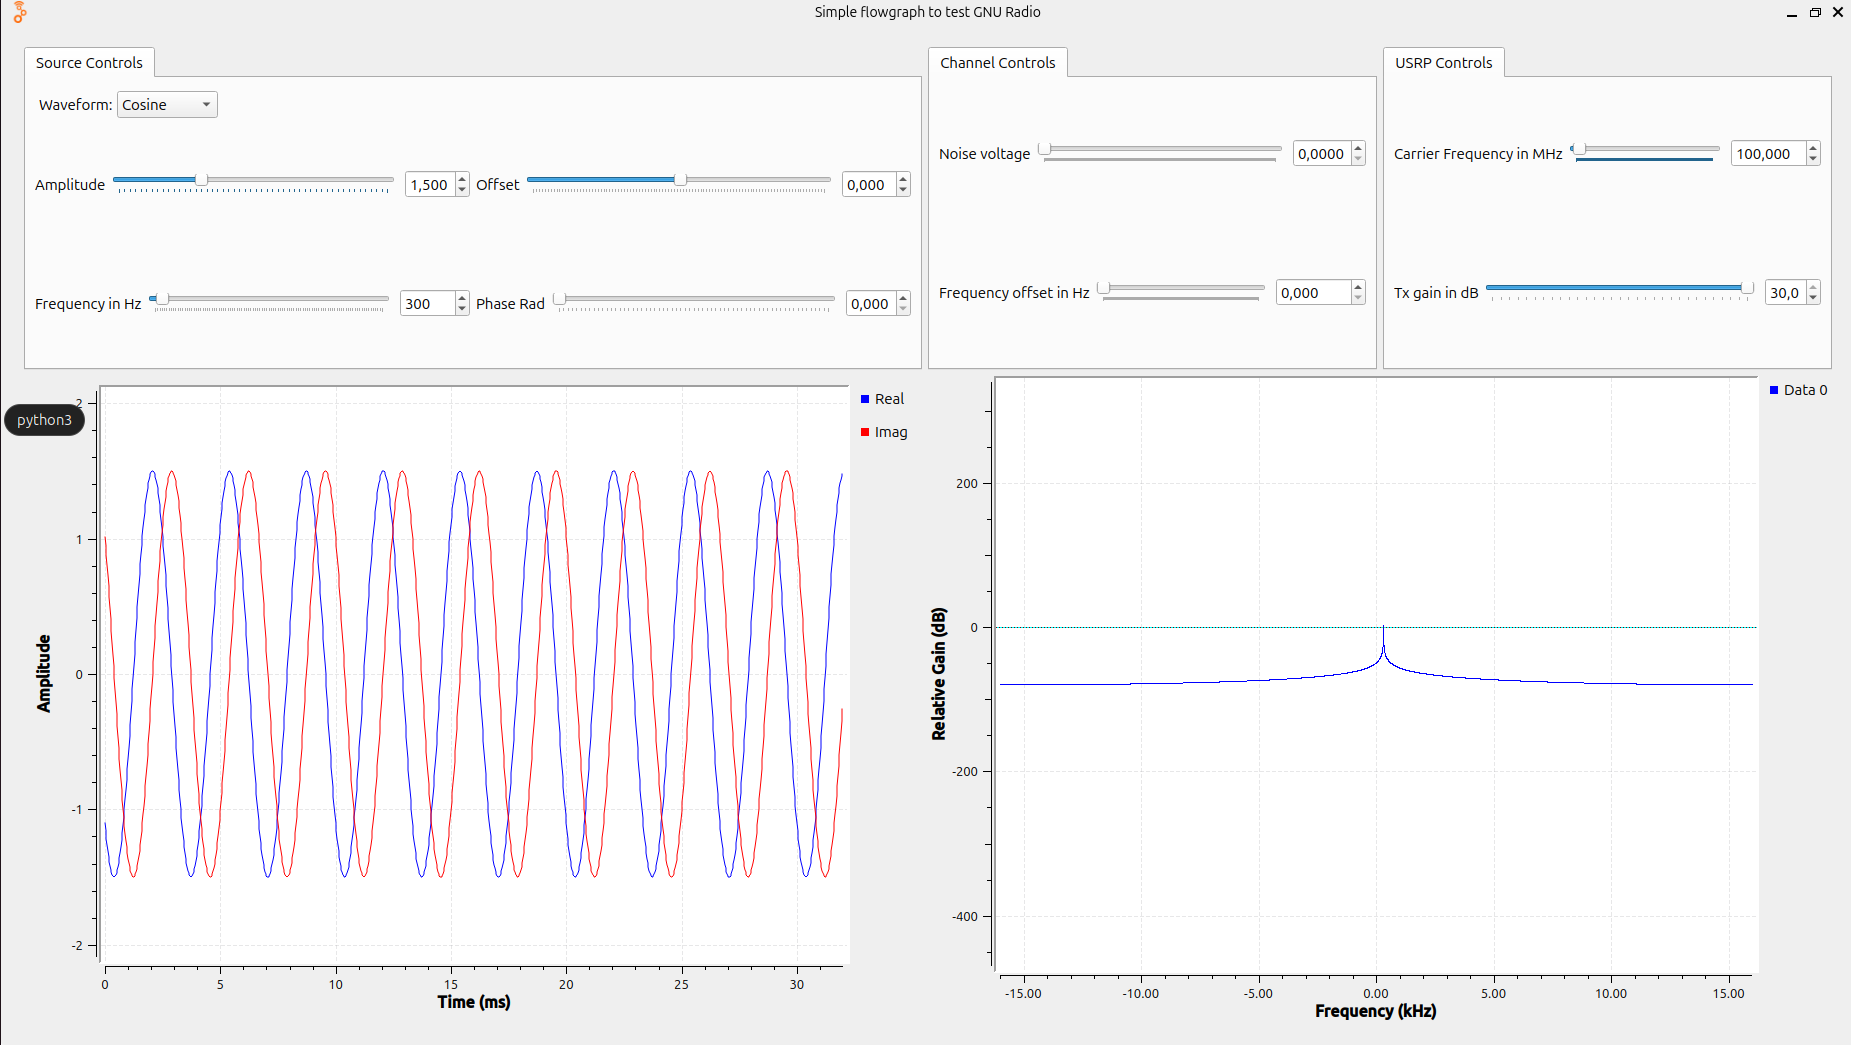 Simple flowgraph to test GNU Radio
Source Controls
Waveform: Cosine
Amplitude 1,500 Offset 0,000
Frequency in Hz 300 Phase Rad 0,000
Channel Controls
Noise voltage 0,0000
Frequency offset in Hz 0,000
USRP Controls
Carrier Frequency in MHz 100,000
Tx gain in dB 30,0
python3
Amplitude
2
1
0
-1
-2
0 5 10 15 20 25 30
Time (ms)
Real
Imag
Relative Gain (dB)
200
0
-200
-400
-15.00 -10.00 -5.00 0.00 5.00 10.00 15.00
Frequency (kHz)
Data 0